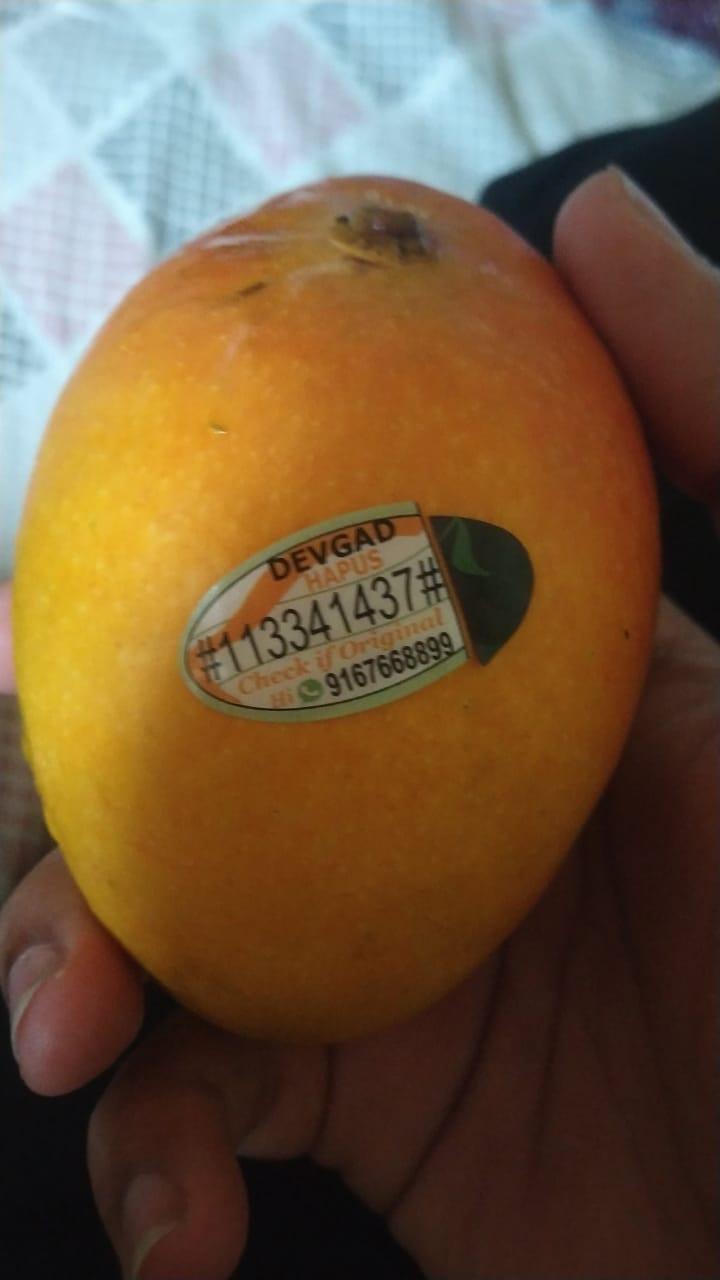 DEVGAD
HAPUS
#113341437#
Check if Original
Hi 9167668899